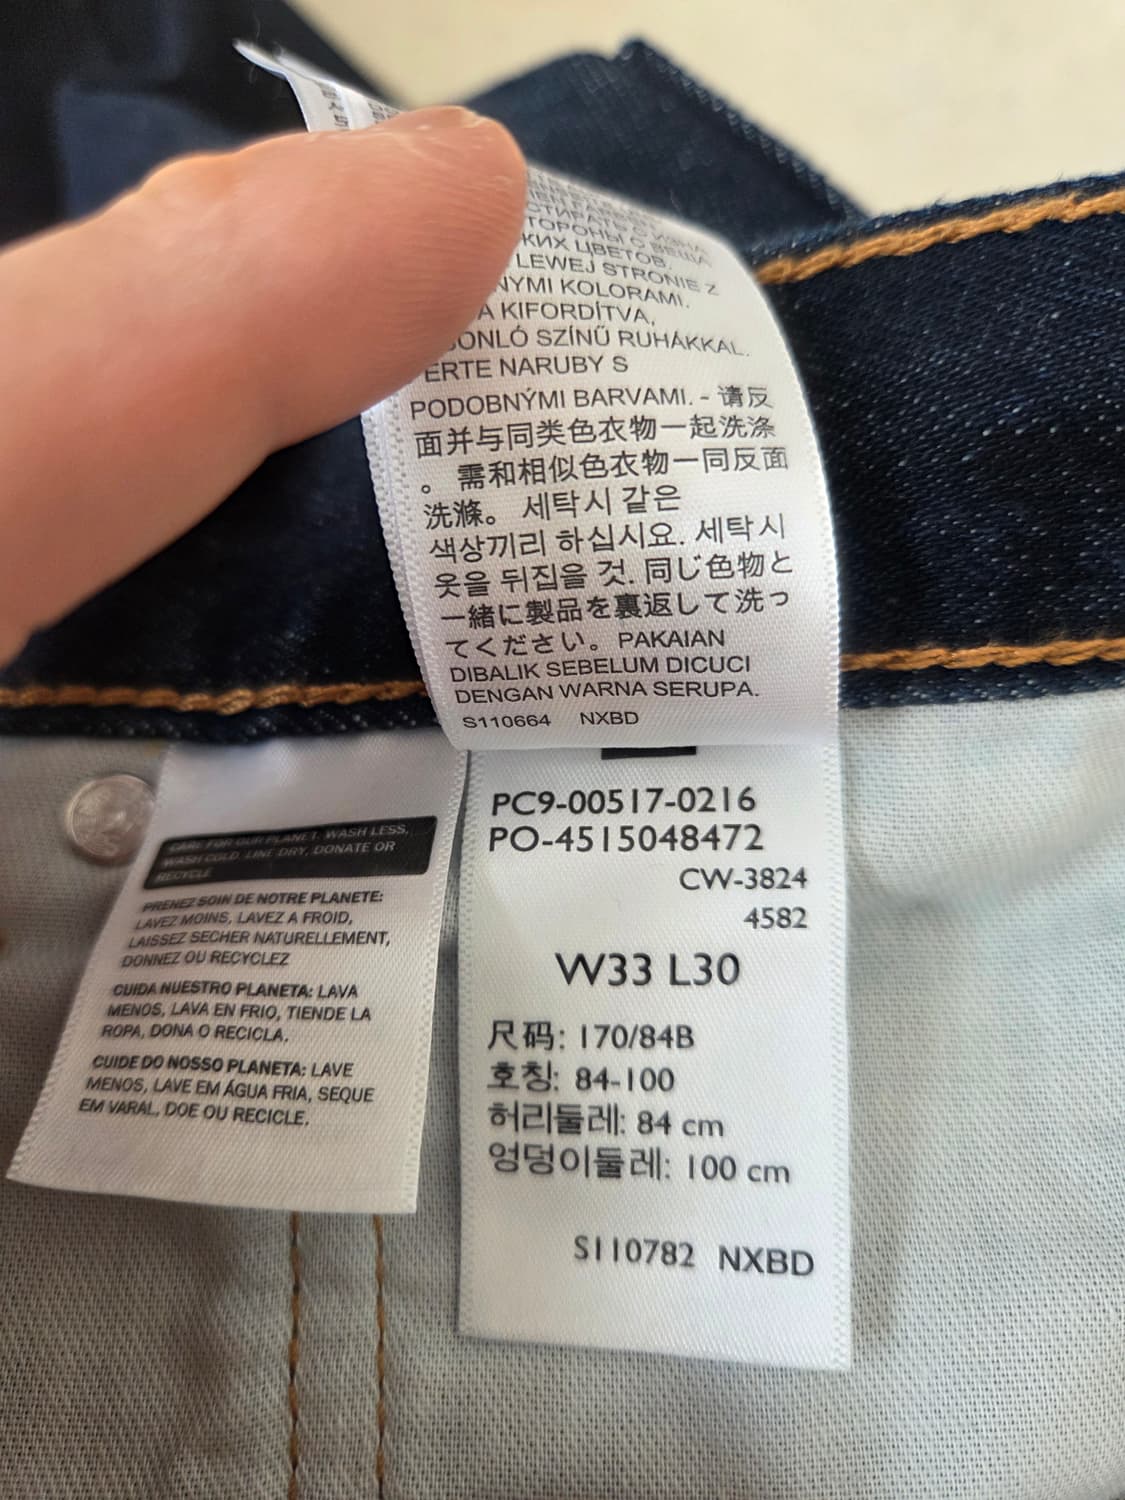 КИХ ЦВЕТОВ.
LEWEJ STRONIE Z
KOLORAMI.
A KIFORDÍTVA,
SZÍNŰ RUHÁKKAL.
NARUBY S
PODOBNÝMI BARVAMI. - 请反
面并与同类色衣物一起洗涤
。 需和相似色衣物一同反面
洗滌。 세탁시 같은
색상끼리 하십시요. 세탁시
옷을 뒤집을 것. 同じ色物と
一緒に製品を裏返して洗っ
てください。 PAKAIAN
DIBALIK SEBELUM DICUCI
DENGAN WARNA SERUPA.
S110664 NXBD
CARE FOR OUR PLANET. WASH LESS,
WASH COLD. LINE DRY, DONATE OR
RECYCLE
PRENEZ SOIN DE NOTRE PLANETE:
LAVEZ MOINS, LAVEZ A FROID,
LAISSEZ SECHER NATURELLEMENT,
DONNEZ OU RECYCLEZ
CUIDA NUESTRO PLANETA: LAVA
MENOS, LAVA EN FRIO, TIENDE LA
ROPA, DONA O RECICLA.
CUIDE DO NOSSO PLANETA: LAVE
MENOS, LAVE EM ÁGUA FRIA, SEQUE
EM VARAL, DOE OU RECICLE.
PC9-00517-0216
PO-4515048472
CW-3824
4582
W33 L30
尺码: 170/84B
호칭: 84-100
허리둘레: 84 cm
엉덩이둘레: 100 cm
S110782 NXBD